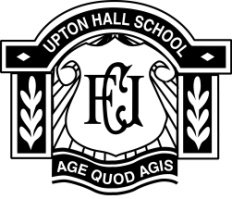 UPTON HALL SCHOOL
FCJ
AGE QUOD AGIS